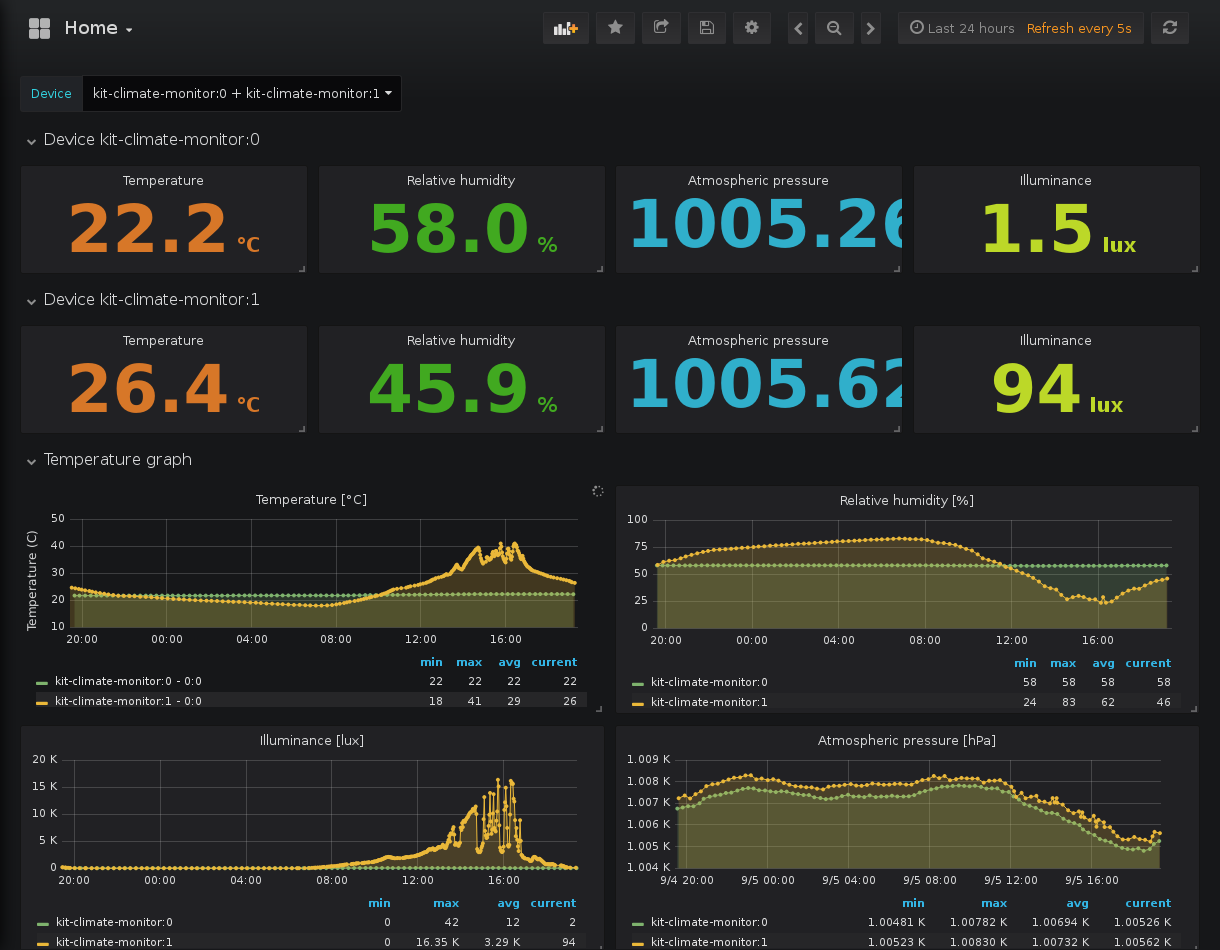 Home
Last 24 hours Refresh every 5s
Device kit-climate-monitor:0 + kit-climate-monitor:1
Device kit-climate-monitor:0
Temperature Relative humidity Atmospheric pressure Illuminance
22.2 °C 58.0 % 1005.26 1.5 lux
Device kit-climate-monitor:1
Temperature Relative humidity Atmospheric pressure Illuminance
26.4 °C 45.9 % 1005.62 94 lux
Temperature graph
Temperature [°C]
Temperature (C)
50
40
30
20
10
20:00 00:00 04:00 08:00 12:00 16:00
min max avg current
kit-climate-monitor:0 - 0:0 22 22 22 22
kit-climate-monitor:1 - 0:0 18 41 29 26
Relative humidity [%]
100
75
50
25
0
20:00 00:00 04:00 08:00 12:00 16:00
min max avg current
kit-climate-monitor:0 58 58 58 58
kit-climate-monitor:1 24 83 62 46
Illuminance [lux]
20 K
15 K
10 K
5 K
0
20:00 00:00 04:00 08:00 12:00 16:00
min max avg current
kit-climate-monitor:0 0 42 12 2
kit-climate-monitor:1 0 16.35 K 3.29 K 94
Atmospheric pressure [hPa]
1.009 K
1.008 K
1.007 K
1.006 K
1.005 K
1.004 K
9/4 20:00 9/5 00:00 9/5 04:00 9/5 08:00 9/5 12:00 9/5 16:00
min max avg current
kit-climate-monitor:0 1.00481 K 1.00782 K 1.00694 K 1.00526 K
kit-climate-monitor:1 1.00523 K 1.00830 K 1.00732 K 1.00562 K